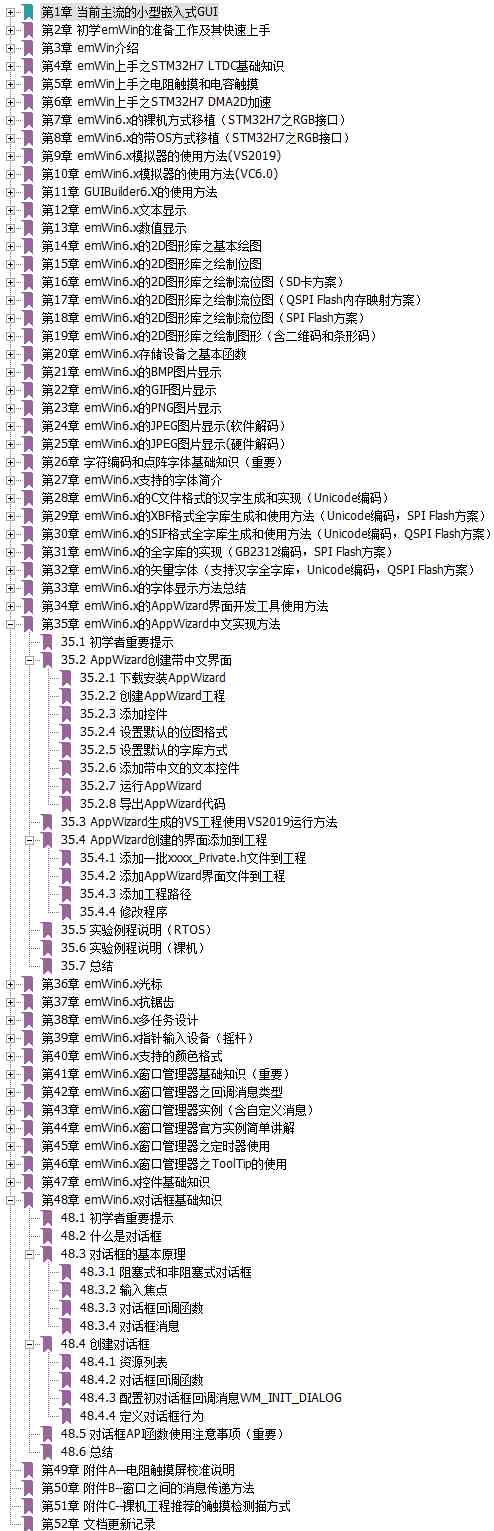 第1章 当前主流的小型嵌入式GUI
第2章 初学emWin的准备工作及其快速上手
第3章 emWin介绍
第4章 emWin上手之STM32H7 LTDC基础知识
第5章 emWin上手之电阻触摸和电容触摸
第6章 emWin上手之STM32H7 DMA2D加速
第7章 emWin6.x的裸机方式移植（STM32H7之RGB接口）
第8章 emWin6.x的带OS方式移植（STM32H7之RGB接口）
第9章 emWin6.x模拟器的使用方法(VS2019)
第10章 emWin6.x模拟器的使用方法(VC6.0)
第11章 GUIBuilder6.X的使用方法
第12章 emWin6.x文本显示
第13章 emWin6.x数值显示
第14章 emWin6.x的2D图形库之基本绘图
第15章 emWin6.x的2D图形库之绘制位图
第16章 emWin6.x的2D图形库之绘制流位图（SD卡方案）
第17章 emWin6.x的2D图形库之绘制流位图（QSPI Flash内存映射方案）
第18章 emWin6.x的2D图形库之绘制流位图（SPI Flash方案）
第19章 emWin6.x的2D图形库之绘制图形（含二维码和条形码）
第20章 emWin6.x存储设备之基本函数
第21章 emWin6.x的BMP图片显示
第22章 emWin6.x的GIF图片显示
第23章 emWin6.x的PNG图片显示
第24章 emWin6.x的JPEG图片显示(软件解码)
第25章 emWin6.x的JPEG图片显示(硬件解码)
第26章 字符编码和点阵字体基础知识（重要）
第27章 emWin6.x支持的字体简介
第28章 emWin6.x的C文件格式的汉字生成和实现（Unicode编码）
第29章 emWin6.x的XBF格式全字库生成和使用方法（Unicode编码，SPI Flash方案）
第30章 emWin6.x的SIF格式全字库生成和使用方法（Unicode编码，QSPI Flash方案）
第31章 emWin6.x的全字库的实现（GB2312编码，SPI Flash方案）
第32章 emWin6.x的矢量字体（支持汉字全字库，Unicode编码，QSPI Flash方案）
第33章 emWin6.x的字体显示方法总结
第34章 emWin6.x的AppWizard界面开发工具使用方法
第35章 emWin6.x的AppWizard中文实现方法
35.1 初学者重要提示
35.2 AppWizard创建带中文界面
35.2.1 下载安装AppWizard
35.2.2 创建AppWizard工程
35.2.3 添加控件
35.2.4 设置默认的位图格式
35.2.5 设置默认的字库方式
35.2.6 添加带中文的文本控件
35.2.7 运行AppWizard
35.2.8 导出AppWizard代码
35.3 AppWizard生成的VS工程使用VS2019运行方法
35.4 AppWizard创建的界面添加到工程
35.4.1 添加一批xxxx_Private.h文件到工程
35.4.2 添加AppWizard界面文件到工程
35.4.3 添加工程路径
35.4.4 修改程序
35.5 实验例程说明（RTOS）
35.6 实验例程说明（裸机）
35.7 总结
第36章 emWin6.x光标
第37章 emWin6.x抗锯齿
第38章 emWin6.x多任务设计
第39章 emWin6.x指针输入设备（摇杆）
第40章 emWin6.x支持的颜色格式
第41章 emWin6.x窗口管理器基础知识（重要）
第42章 emWin6.x窗口管理器之回调消息类型
第43章 emWin6.x窗口管理器实例（含自定义消息）
第44章 emWin6.x窗口管理器官方实例简单讲解
第45章 emWin6.x窗口管理器之定时器使用
第46章 emWin6.x窗口管理器之ToolTip的使用
第47章 emWin6.x控件基础知识
第48章 emWin6.x对话框基础知识
48.1 初学者重要提示
48.2 什么是对话框
48.3 对话框的基本原理
48.3.1 阻塞式和非阻塞式对话框
48.3.2 输入焦点
48.3.3 对话框回调函数
48.3.4 对话框消息
48.4 创建对话框
48.4.1 资源列表
48.4.2 对话框回调函数
48.4.3 配置初对话框回调消息WM_INIT_DIALOG
48.4.4 定义对话框行为
48.5 对话框API函数使用注意事项（重要）
48.6 总结
第49章 附件A--电阻触摸屏校准说明
第50章 附件B--窗口之间的消息传递方法
第51章 附件C--裸机工程推荐的触摸检测描方式
第52章 文档更新记录